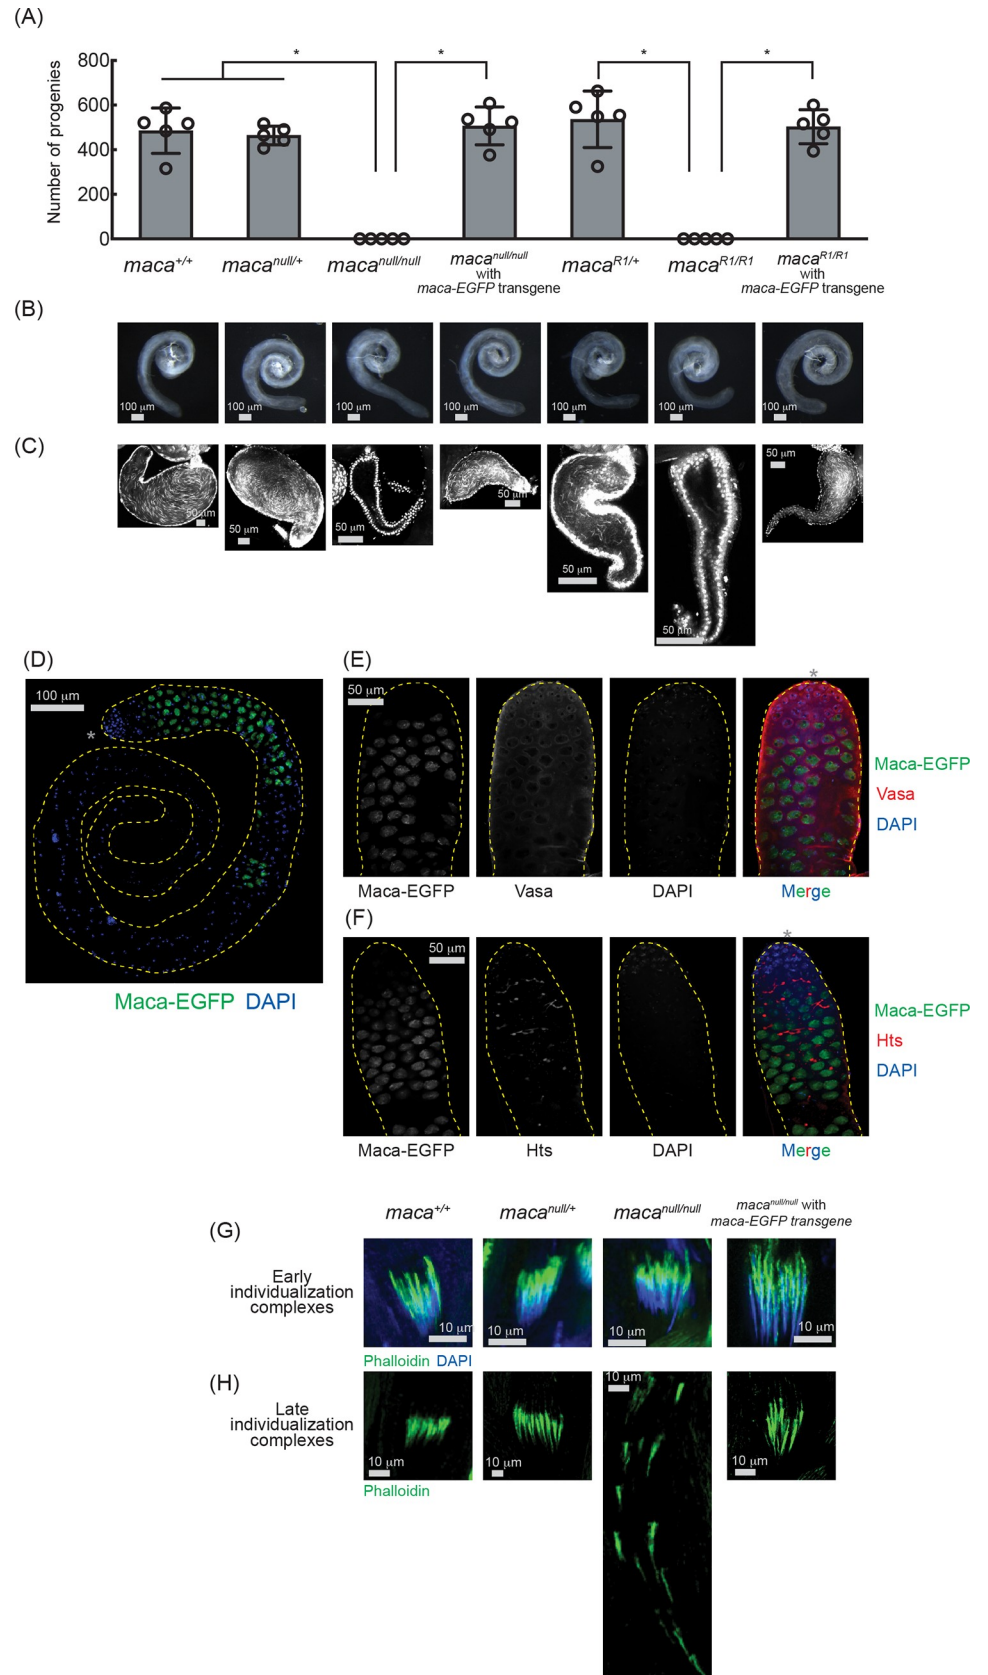 (A)
Number of progenies
800
600
400
200
0
*
*
*
*
maca+/+
macanull/+
macanull/null
macanull/null
with
maca-EGFP transgene
macaR1/+
macaR1/R1
macaR1/R1
with
maca-EGFP transgene
(B)
100 μm
100 μm
100 μm
100 μm
100 μm
100 μm
100 μm
(C)
50 μm
50 μm
50 μm
50 μm
50 μm
50 μm
50 μm
(D)
100 μm
*
Maca-EGFP DAPI
(E)
50 μm
*
Maca-EGFP
Vasa
DAPI
Maca-EGFP
Vasa
DAPI
Merge
(F)
50 μm
*
Maca-EGFP
Hts
DAPI
Maca-EGFP
Hts
DAPI
Merge
maca+/+
macanull/+
macanull/null
macanull/null with
maca-EGFP transgene
(G)
Early
individualization
complexes
10 μm
10 μm
10 μm
10 μm
Phalloidin DAPI
(H)
Late
individualization
complexes
10 μm
10 μm
10 μm
10 μm
Phalloidin